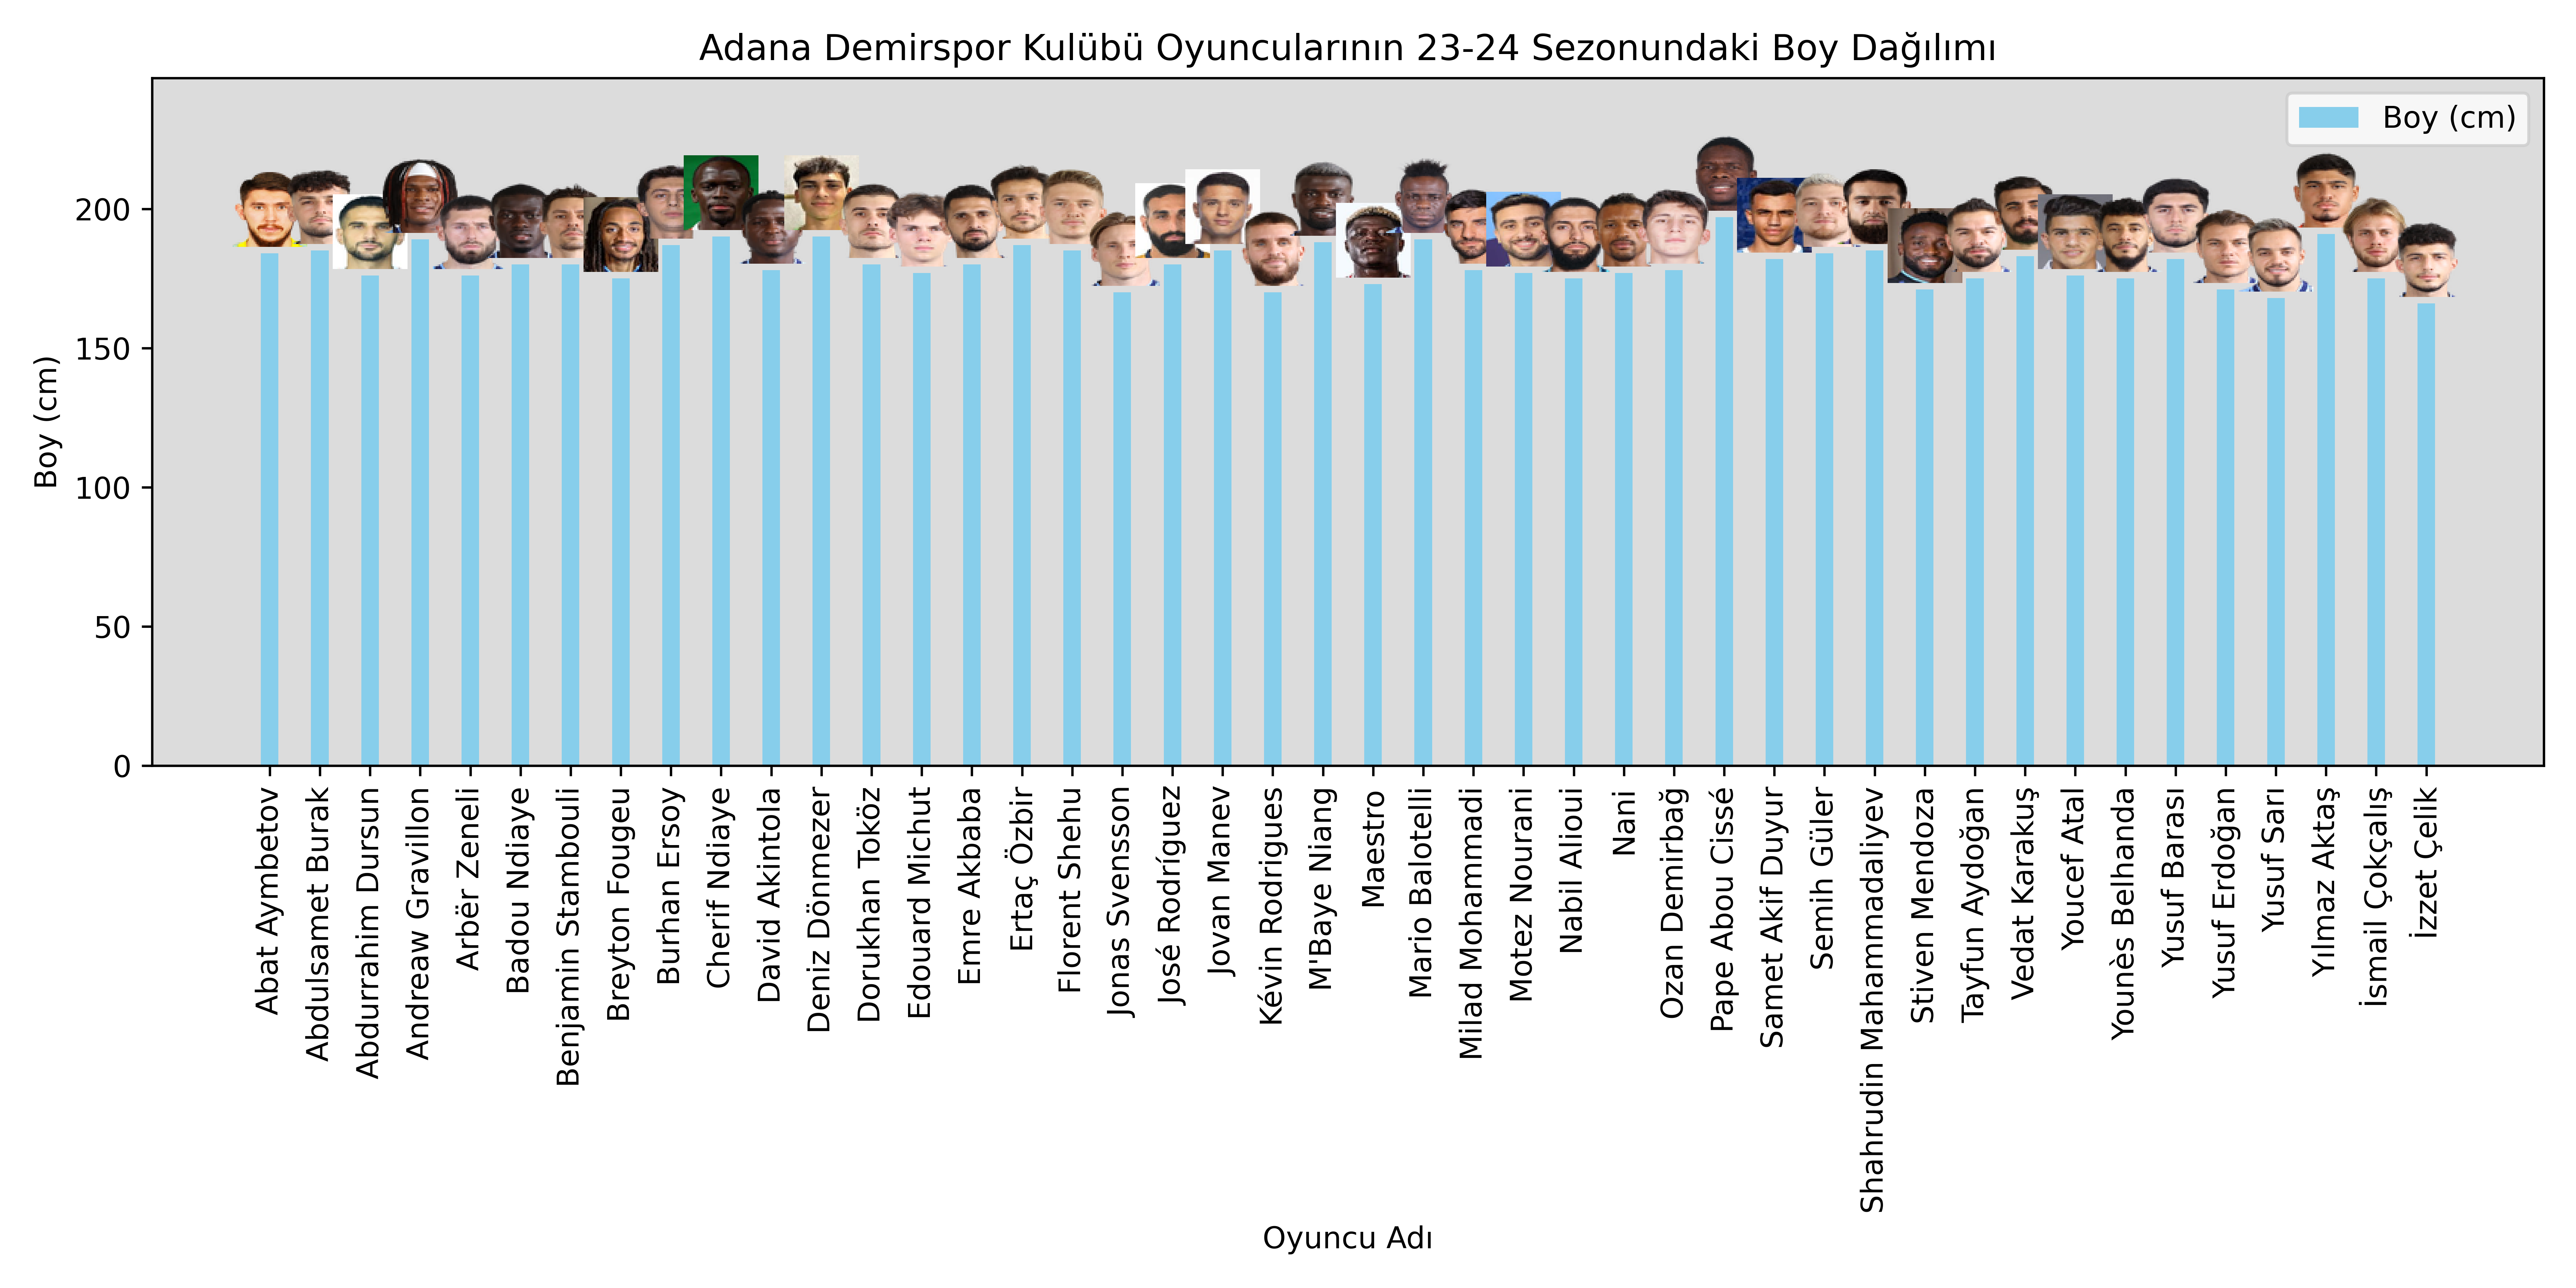 Adana Demirspor Kulübü Oyuncularının 23-24 Sezonundaki Boy Dağılımı
Boy (cm)
200
150
100
50
0
Boy (cm)
Abat Aymbetov
Abdulsamet Burak
Abdurrahim Dursun
Andreaw Gravillon
Arbër Zeneli
Badou Ndiaye
Benjamin Stambouli
Breyton Fougeu
Burhan Ersoy
Cherif Ndiaye
David Akintola
Deniz Dönmezer
Dorukhan Toköz
Edouard Michut
Emre Akbaba
Ertaç Özbir
Florent Shehu
Jonas Svensson
José Rodríguez
Jovan Manev
Kévin Rodrigues
M'Baye Niang
Maestro
Mario Balotelli
Milad Mohammadi
Motez Nourani
Nabil Alioui
Nani
Ozan Demirbağ
Pape Abou Cissé
Samet Akif Duyur
Semih Güler
Shahrudin Mahammadaliyev
Stiven Mendoza
Tayfun Aydoğan
Vedat Karakuş
Youcef Atal
Younès Belhanda
Yusuf Barası
Yusuf Erdoğan
Yusuf Sarı
Yılmaz Aktaş
İsmail Çokçalış
İzzet Çelik
Oyuncu Adı